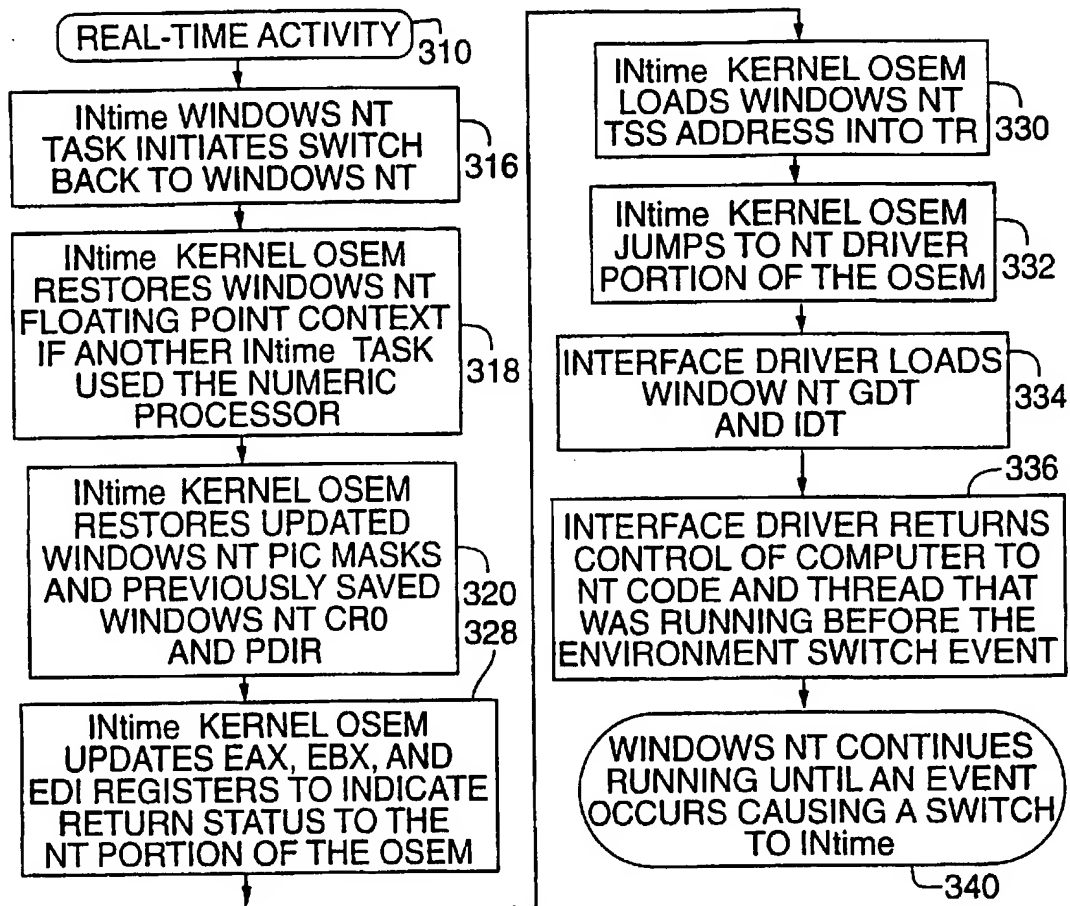 REAL-TIME ACTIVITY
310
INtime WINDOWS NT
TASK INITIATES SWITCH
BACK TO WINDOWS NT
316
INtime KERNEL OSEM
RESTORES WINDOWS NT
FLOATING POINT CONTEXT
IF ANOTHER INtime TASK
USED THE NUMERIC
PROCESSOR
318
INtime KERNEL OSEM
RESTORES UPDATED
WINDOWS NT PIC MASKS
AND PREVIOUSLY SAVED
WINDOWS NT CR0
AND PDIR
320
328
INtime KERNEL OSEM
UPDATES EAX, EBX, AND
EDI REGISTERS TO INDICATE
RETURN STATUS TO THE
NT PORTION OF THE OSEM
INtime KERNEL OSEM
LOADS WINDOWS NT
TSS ADDRESS INTO TR
330
INtime KERNEL OSEM
JUMPS TO NT DRIVER
PORTION OF THE OSEM
332
INTERFACE DRIVER LOADS
WINDOW NT GDT
AND IDT
334
336
INTERFACE DRIVER RETURNS
CONTROL OF COMPUTER TO
NT CODE AND THREAD THAT
WAS RUNNING BEFORE THE
ENVIRONMENT SWITCH EVENT
WINDOWS NT CONTINUES
RUNNING UNTIL AN EVENT
OCCURS CAUSING A SWITCH
TO INtime
340